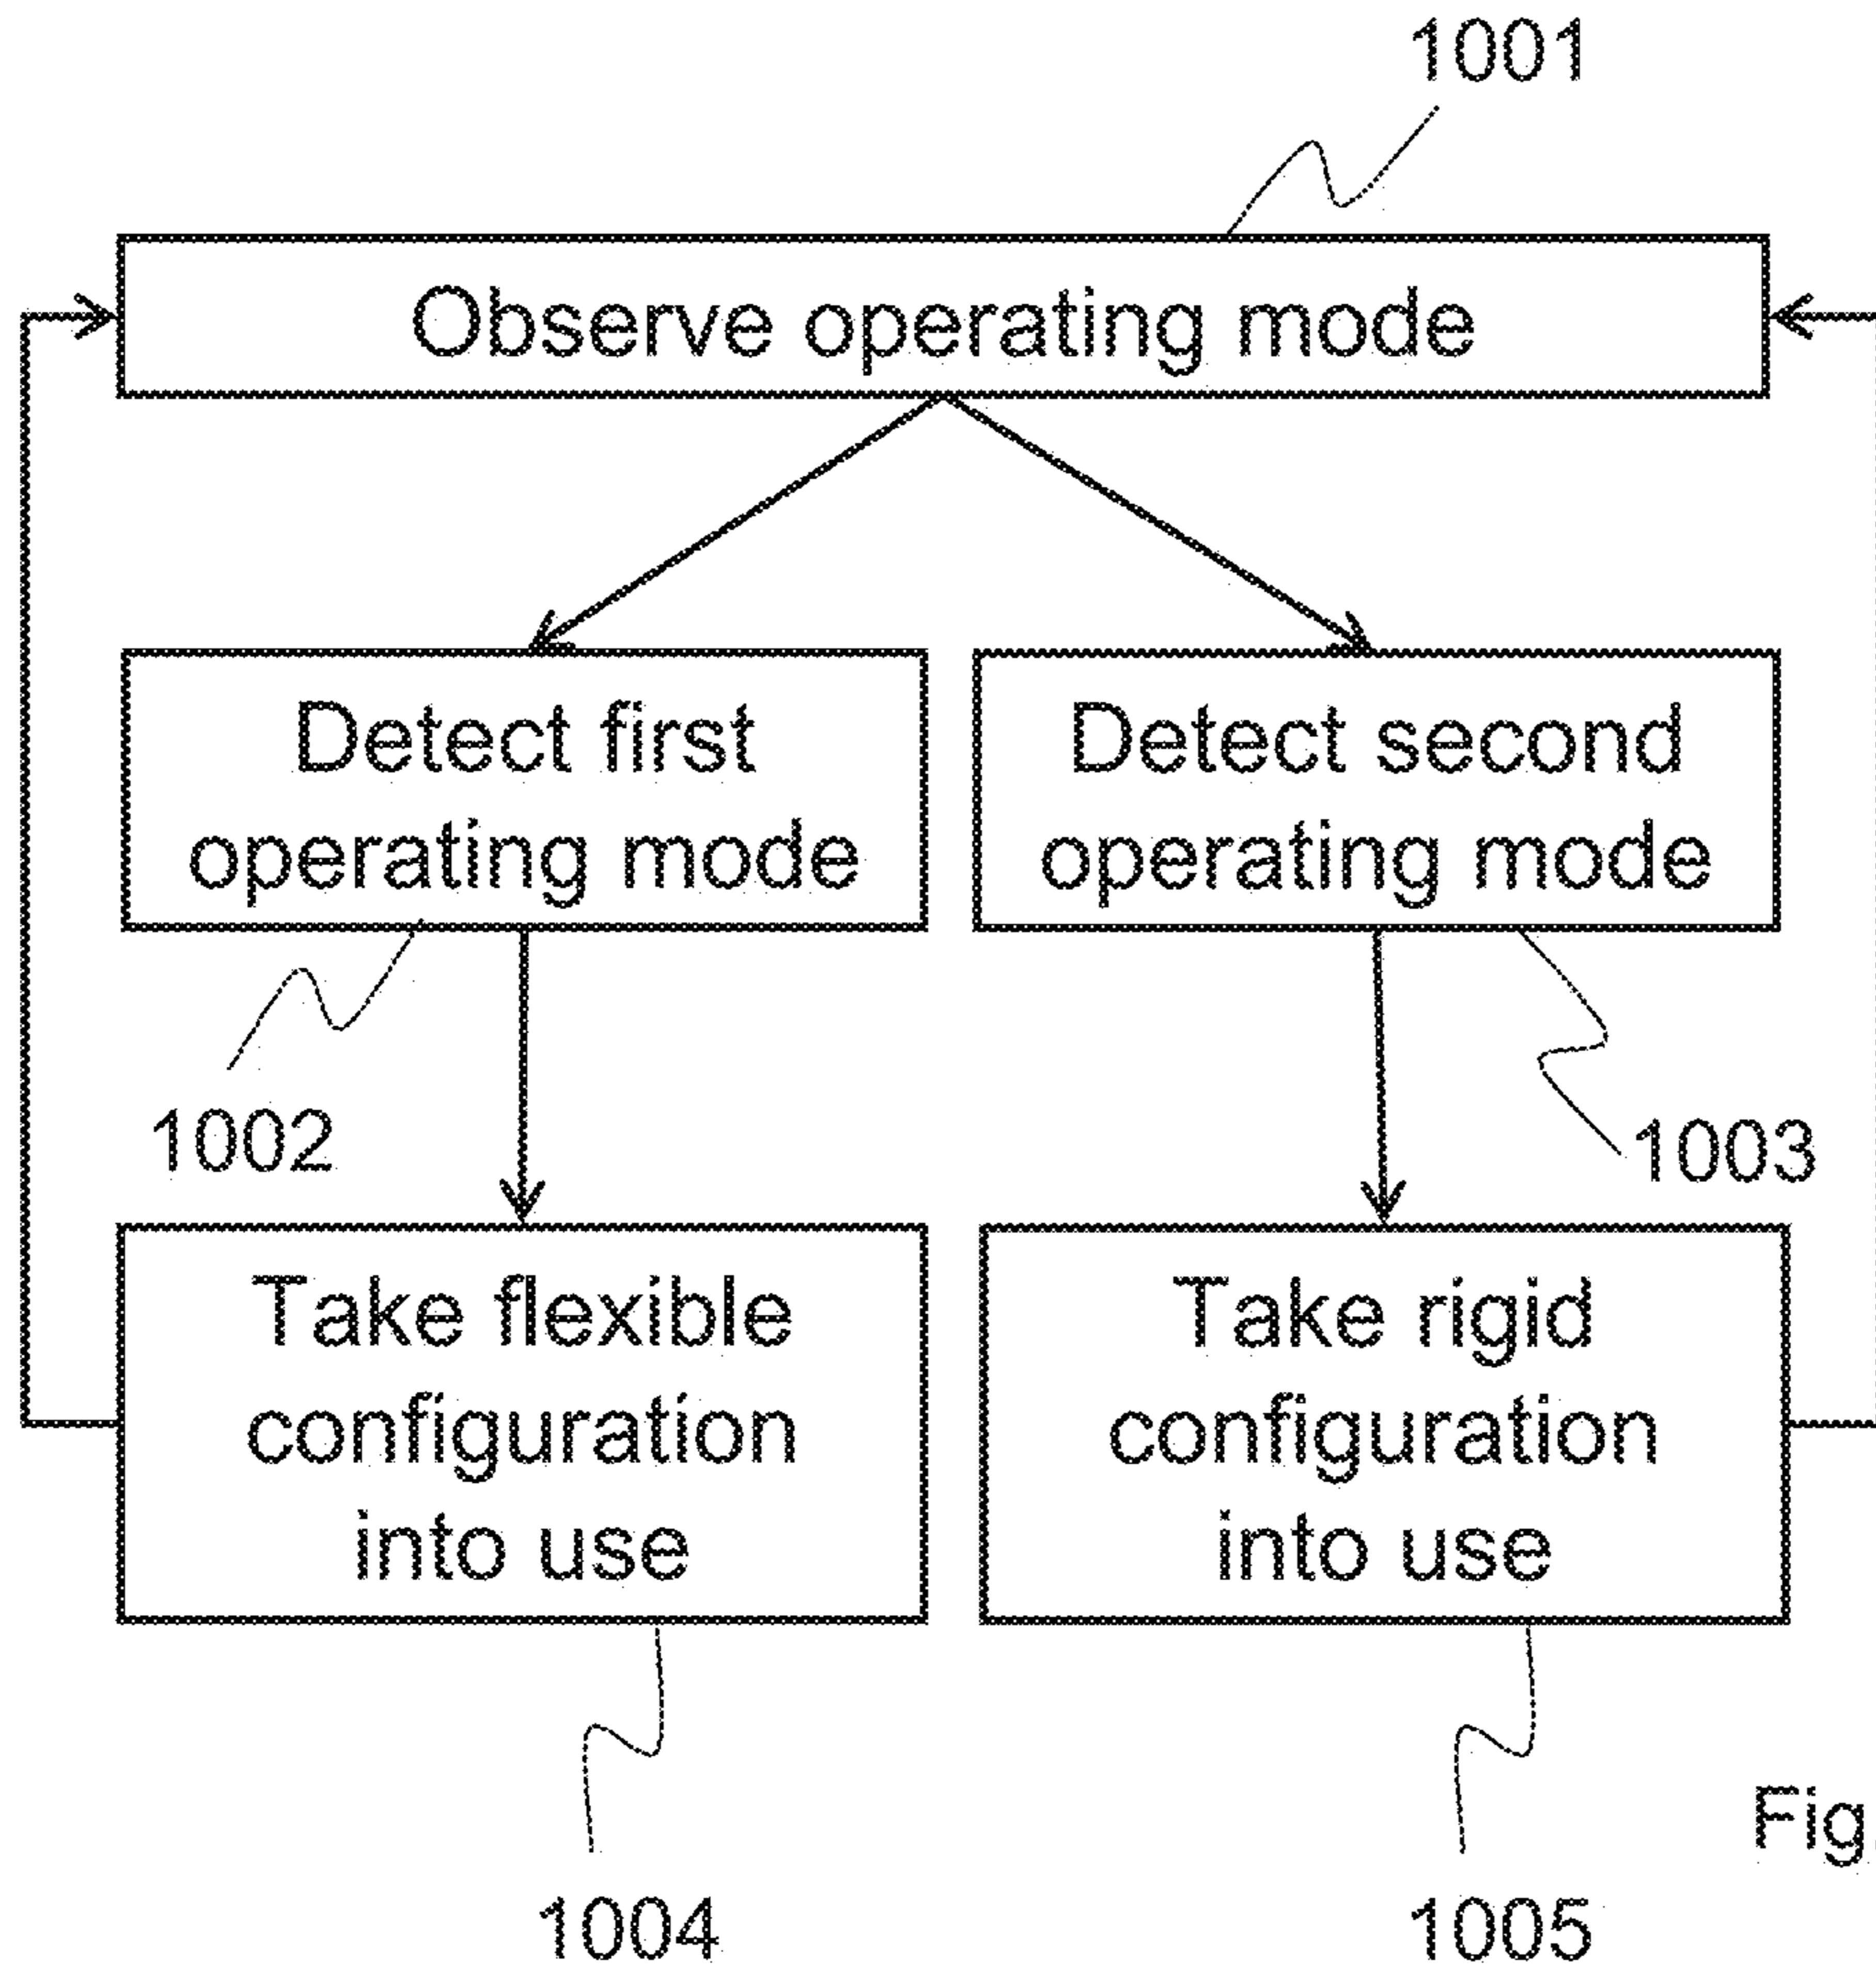 1001
Observe operating mode
Detect first
operating mode
Detect second
operating mode
1002
1003
Take flexible
configuration
into use
Take rigid
configuration
into use
Fig
1004
1005